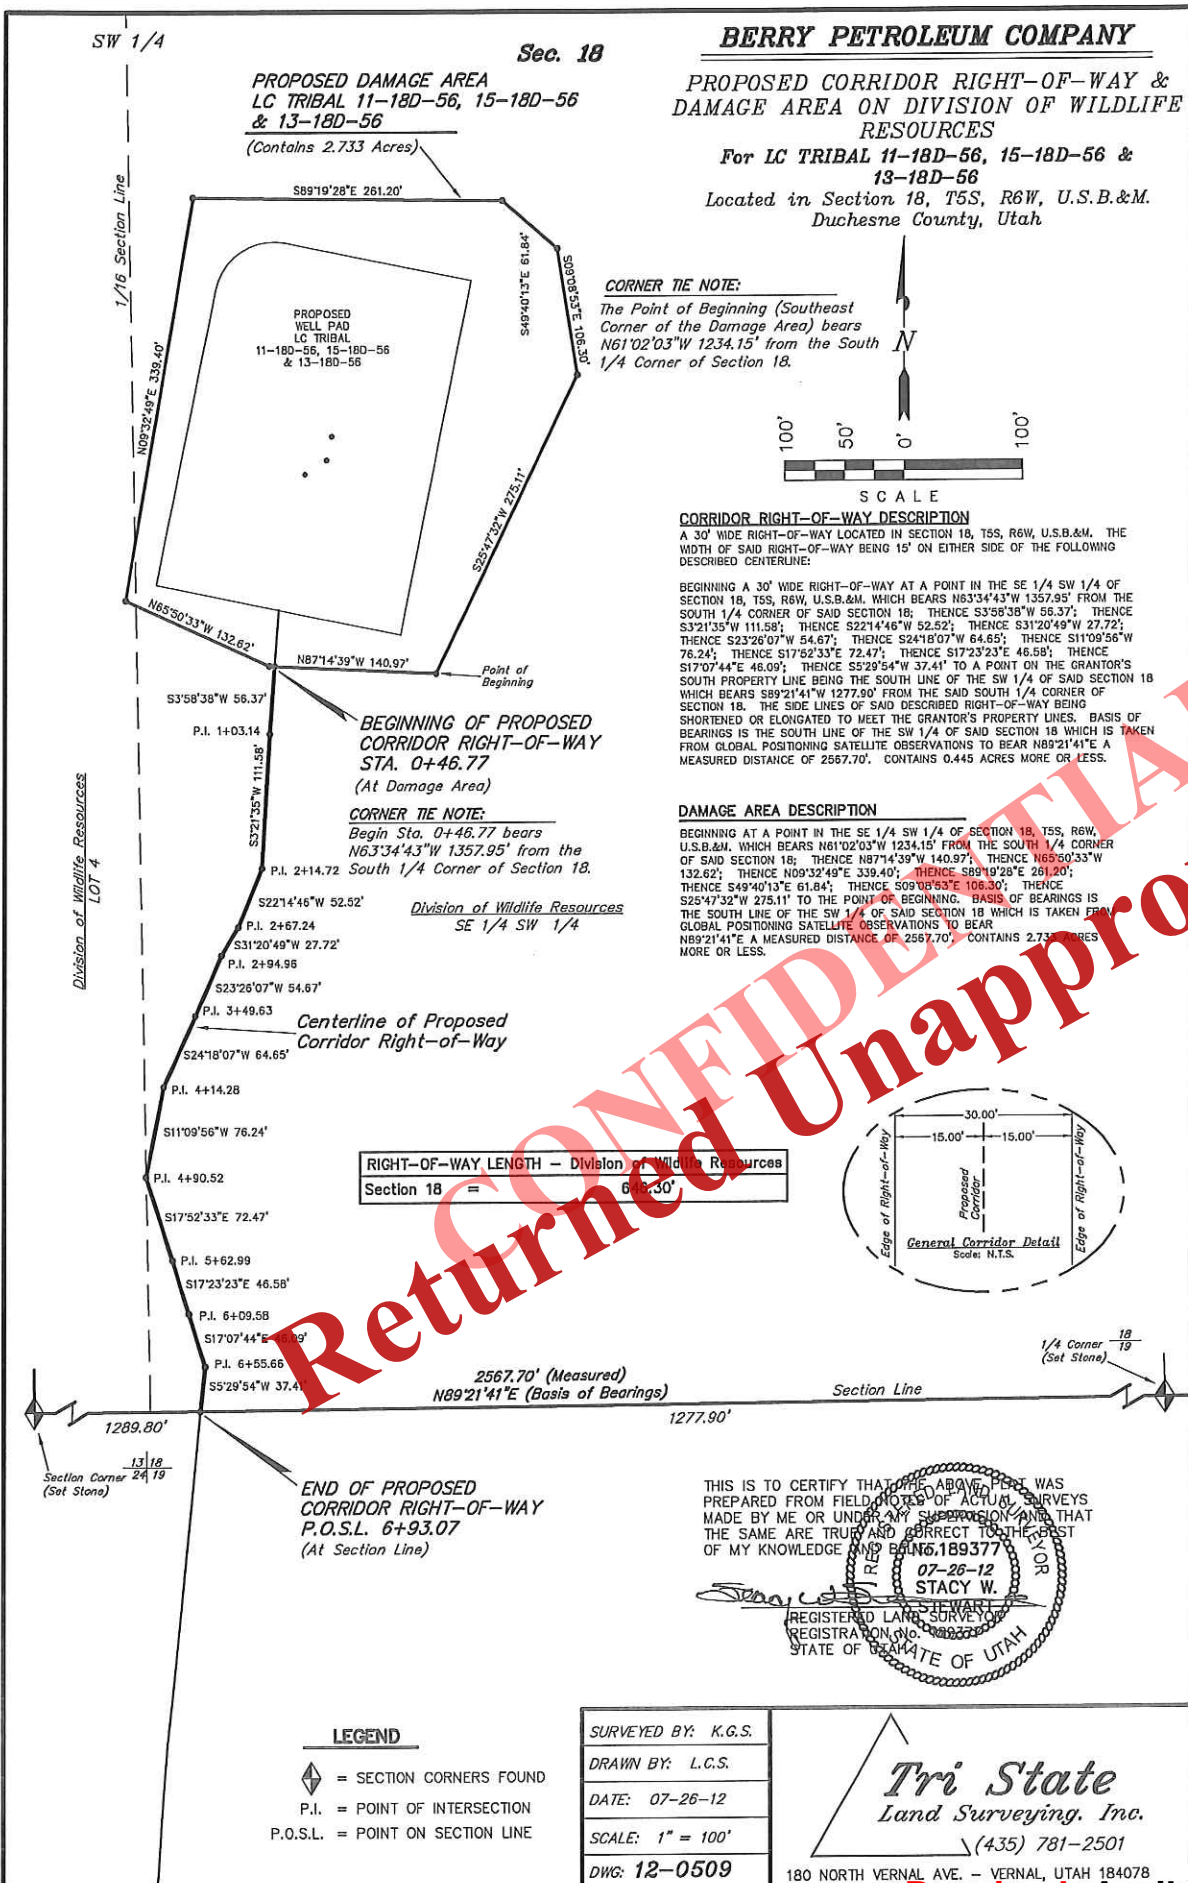 SW 1/4
Sec. 18
BERRY PETROLEUM COMPANY
PROPOSED CORRIDOR RIGHT-OF-WAY &
DAMAGE AREA ON DIVISION OF WILDLIFE
RESOURCES
For LC TRIBAL 11-18D-56, 15-18D-56 &
13-18D-56
Located in Section 18, T5S, R6W, U.S.B.&M.
Duchesne County, Utah
PROPOSED DAMAGE AREA
LC TRIBAL 11-18D-56, 15-18D-56
& 13-18D-56
(Contains 2.733 Acres)
1/16 Section Line
S89°19'28"E 261.20'
S49°40'13"E 61.84'
S09°08'53"E 106.30'
N09°32'49"E 339.40'
PROPOSED
WELL PAD
LC TRIBAL
11-18D-56, 15-18D-56
& 13-18D-56
S25°47'32"W 275.11'
N65°50'33"W 132.62'
N87°14'39"W 140.97'
Point of
Beginning
CORNER TIE NOTE:
The Point of Beginning (Southeast
Corner of the Damage Area) bears
N61°02'03"W 1234.15' from the South
1/4 Corner of Section 18.
N
100'
50'
0'
100'
SCALE
CORRIDOR RIGHT-OF-WAY DESCRIPTION
A 30' WIDE RIGHT-OF-WAY LOCATED IN SECTION 18, T5S, R6W, U.S.B.&M. THE
WIDTH OF SAID RIGHT-OF-WAY BEING 15' ON EITHER SIDE OF THE FOLLOWING
DESCRIBED CENTERLINE:
BEGINNING A 30' WIDE RIGHT-OF-WAY AT A POINT IN THE SE 1/4 SW 1/4 OF
SECTION 18, T5S, R6W, U.S.B.&M. WHICH BEARS N63°34'43"W 1357.95' FROM THE
SOUTH 1/4 CORNER OF SAID SECTION 18; THENCE S3°58'38"W 56.37'; THENCE
S3°21'35"W 111.58'; THENCE S22°14'46"W 52.52'; THENCE S31°20'49"W 27.72';
THENCE S23°26'07"W 54.67'; THENCE S24°18'07"W 64.65'; THENCE S11°09'56"W
76.24'; THENCE S17°52'33"E 72.47'; THENCE S17°23'23"E 46.58'; THENCE
S17°07'44"E 46.09'; THENCE S5°29'54"W 37.41' TO A POINT ON THE GRANTOR'S
SOUTH PROPERTY LINE BEING THE SOUTH LINE OF THE SW 1/4 OF SAID SECTION 18
WHICH BEARS S89°21'41"W 1277.90' FROM THE SAID SOUTH 1/4 CORNER OF
SECTION 18. THE SIDE LINES OF SAID DESCRIBED RIGHT-OF-WAY BEING
SHORTENED OR ELONGATED TO MEET THE GRANTOR'S PROPERTY LINES. BASIS OF
BEARINGS IS THE SOUTH LINE OF THE SW 1/4 OF SAID SECTION 18 WHICH IS TAKEN
FROM GLOBAL POSITIONING SATELLITE OBSERVATIONS TO BEAR N89°21'41"E A
MEASURED DISTANCE OF 2567.70'. CONTAINS 0.445 ACRES MORE OR LESS.
DAMAGE AREA DESCRIPTION
BEGINNING AT A POINT IN THE SE 1/4 SW 1/4 OF SECTION 18, T5S, R6W,
U.S.B.&M. WHICH BEARS N61°02'03"W 1234.15' FROM THE SOUTH 1/4 CORNER
OF SAID SECTION 18; THENCE N87°14'39"W 140.97'; THENCE N65°50'33"W
132.62'; THENCE N09°32'49"E 339.40'; THENCE S89°19'28"E 261.20';
THENCE S49°40'13"E 61.84'; THENCE S09°08'53"E 106.30'; THENCE
S25°47'32"W 275.11' TO THE POINT OF BEGINNING. BASIS OF BEARINGS IS
THE SOUTH LINE OF THE SW 1/4 OF SAID SECTION 18 WHICH IS TAKEN FROM
GLOBAL POSITIONING SATELLITE OBSERVATIONS TO BEAR
N89°21'41"E A MEASURED DISTANCE OF 2567.70'. CONTAINS 2.733 ACRES
MORE OR LESS.
S3°58'38"W 56.37'
P.I. 1+03.14
S3°21'35"W 111.58'
P.I. 2+14.72
S22°14'46"W 52.52'
P.I. 2+67.24
S31°20'49"W 27.72'
P.I. 2+94.96
S23°26'07"W 54.67'
P.I. 3+49.63
S24°18'07"W 64.65'
P.I. 4+14.28
S11°09'56"W 76.24'
P.I. 4+90.52
S17°52'33"E 72.47'
P.I. 5+62.99
S17°23'23"E 46.58'
P.I. 6+09.58
S17°07'44"E 46.09'
P.I. 6+55.66
S5°29'54"W 37.41'
BEGINNING OF PROPOSED
CORRIDOR RIGHT-OF-WAY
STA. 0+46.77
(At Damage Area)
CORNER TIE NOTE:
Begin Sta. 0+46.77 bears
N63°34'43"W 1357.95' from the
South 1/4 Corner of Section 18.
Division of Wildlife Resources
SE 1/4 SW 1/4
Division of Wildlife Resources
LOT 4
Centerline of Proposed
Corridor Right-of-Way
RIGHT-OF-WAY LENGTH - Division of Wildlife Resources
Section 18 = 646.30'
30.00'
15.00' 15.00'
Edge of Right-of-Way
Proposed
Corridor
Edge of Right-of-Way
General Corridor Detail
Scale: N.T.S.
CONFIDENTIA
Returned Unappro
1/4 Corner 18
19
(Set Stone)
2567.70' (Measured)
N89°21'41"E (Basis of Bearings)
Section Line
1289.80'
1277.90'
Section Corner 13 18
24 19
(Set Stone)
END OF PROPOSED
CORRIDOR RIGHT-OF-WAY
P.O.S.L. 6+93.07
(At Section Line)
THIS IS TO CERTIFY THAT THE ABOVE PLAT WAS
PREPARED FROM FIELD NOTES OF ACTUAL SURVEYS
MADE BY ME OR UNDER MY SUPERVISION AND THAT
THE SAME ARE TRUE AND CORRECT TO THE BEST
OF MY KNOWLEDGE AND BELIEF.
REGISTERED LAND SURVEYOR
No. 189377
07-26-12
STACY W.
STEWART
STATE OF UTAH
REGISTERED LAND SURVEYOR
REGISTRATION No. 189377
STATE OF UTAH
LEGEND
= SECTION CORNERS FOUND
P.I. = POINT OF INTERSECTION
P.O.S.L. = POINT ON SECTION LINE
SURVEYED BY: K.G.S.
DRAWN BY: L.C.S.
DATE: 07-26-12
SCALE: 1" = 100'
DWG: 12-0509
Tri State
Land Surveying, Inc.
(435) 781-2501
180 NORTH VERNAL AVE. - VERNAL, UTAH 184078